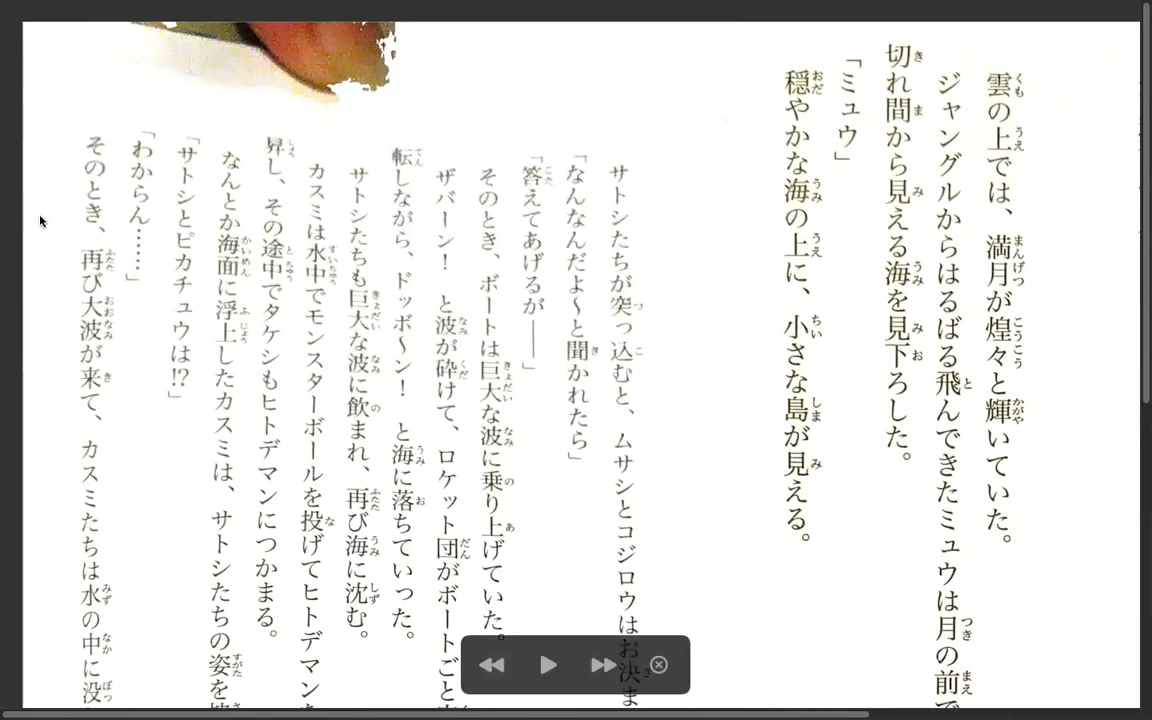 雲の上では、満月が煌々と輝いていた。
ジャングルからはるばる飛んできたミュウは月の前で
切れ間から見える海を見下ろした。
「ミュウ」
穏やかな海の上に、小さな島が見える。
サトシたちが突っ込むと、ムサシとコジロウはお決ま
「なんなんだよ～と聞かれたら」
「答えてあげるが――」
そのとき、ボートは巨大な波に乗り上げていた。
ザバーン！　と波が砕けて、ロケット団がボートごと
転しながら、ドッボ～ン！　と海に落ちていった。
サトシたちも巨大な波に飲まれ、再び海に沈む。
カスミは水中でモンスターボールを投げてヒトデマン
昇し、その途中でタケシもヒトデマンにつかまる。
なんとか海面に浮上したカスミは、サトシたちの姿を
「サトシとピカチュウは!?」
「わからん……」
そのとき、再び大波が来て、カスミたちは水の中に没